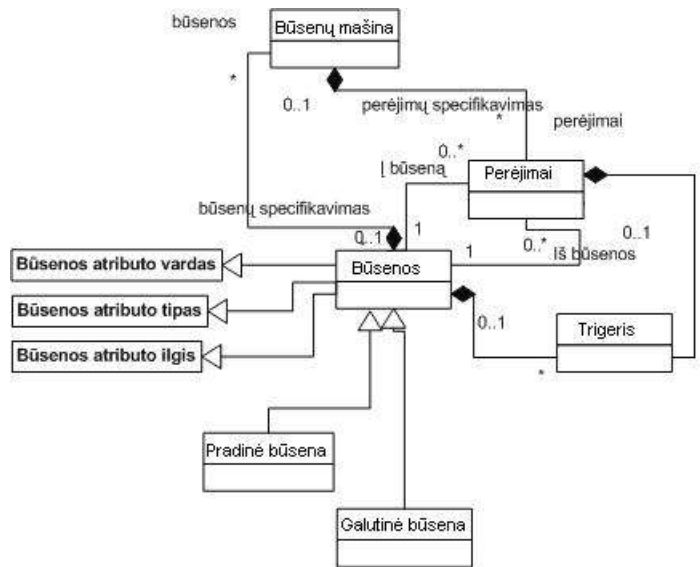 būsenos
Būsenų mašina
*
0..1
perėjimų specifikavimas
*
perėjimai
0..*
Į būseną
Perėjimai
būsenų specifikavimas
1
0..1
1
0..*
0..1
Iš būsenos
Būsenos atributo vardas
Būsenos
Būsenos atributo tipas
0..1
Trigeris
Būsenos atributo ilgis
*
Pradinė būsena
Galutinė būsena